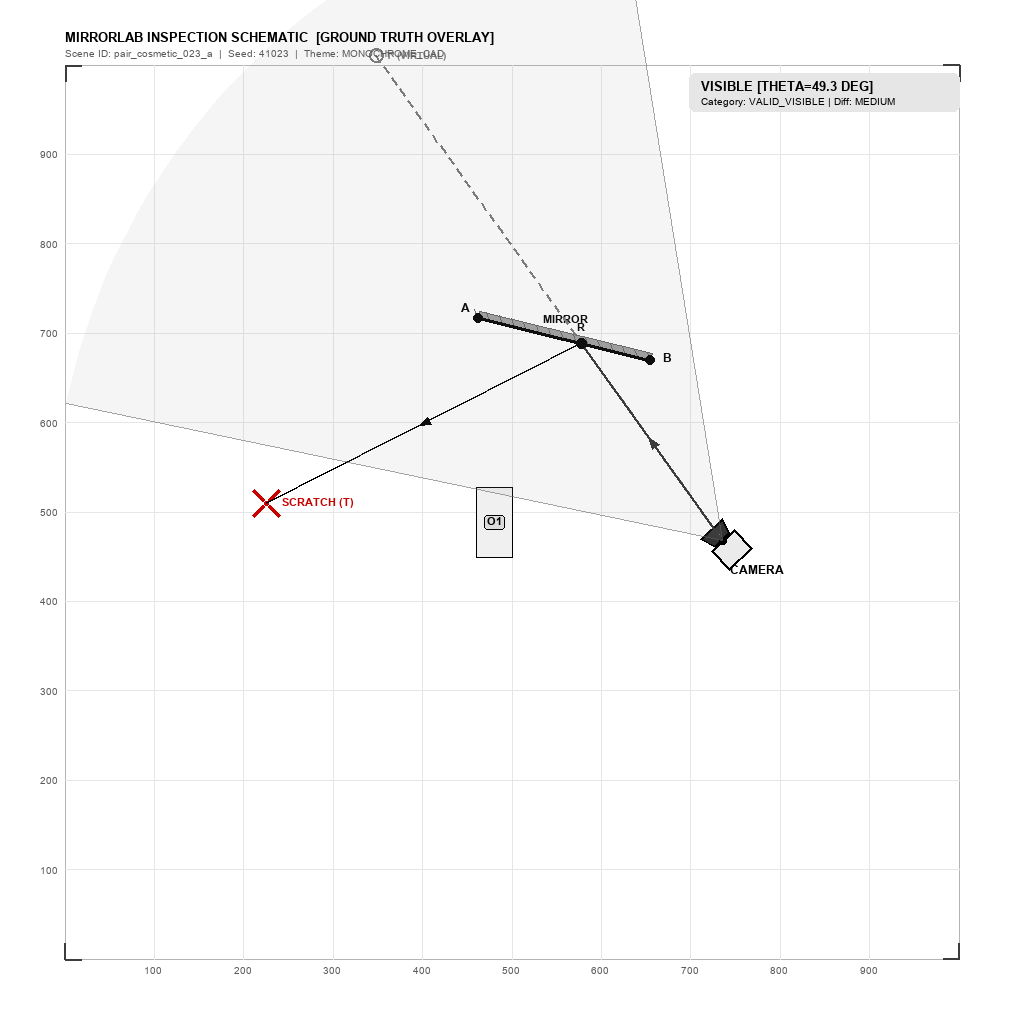 MIRRORLAB INSPECTION SCHEMATIC [GROUND TRUTH OVERLAY]
Scene ID: pair_cosmetic_023_a | Seed: 41023 | Theme: MONOCHROME_CAD
(VIRTUAL)
VISIBLE [THETA=49.3 DEG]
Category: VALID_VISIBLE | Diff: MEDIUM
900
800
700
600
500
400
300
200
100
A
MIRROR
R
B
SCRATCH (T)
O1
CAMERA
100
200
300
400
500
600
700
800
900